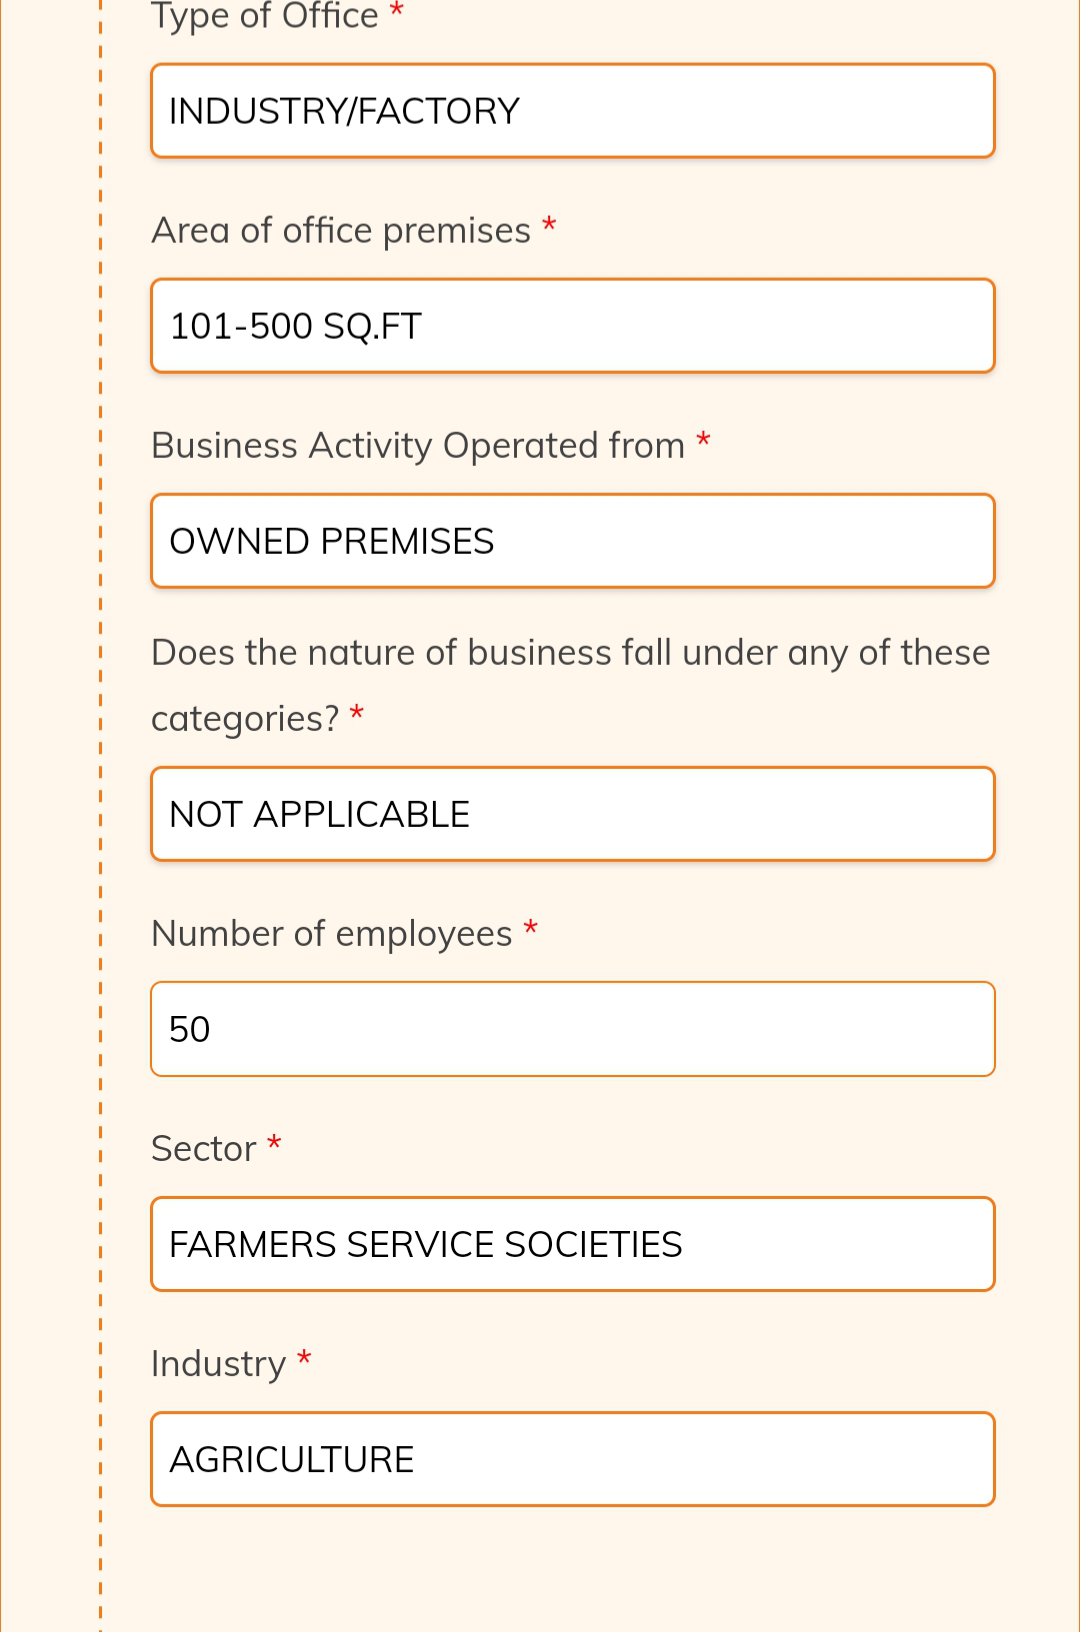 Type of Office *
INDUSTRY/FACTORY
Area of office premises *
101-500 SQ.FT
Business Activity Operated from *
OWNED PREMISES
Does the nature of business fall under any of these
categories? *
NOT APPLICABLE
Number of employees *
50
Sector *
FARMERS SERVICE SOCIETIES
Industry *
AGRICULTURE